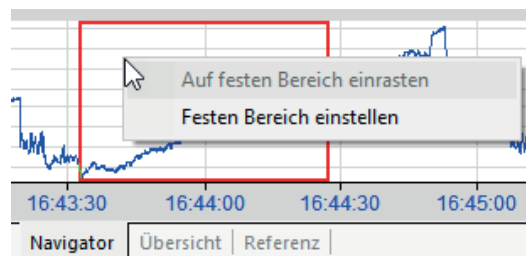 Auf festen Bereich einrasten
Festen Bereich einstellen
16:43:30 16:44:00 16:44:30 16:45:00
Navigator Übersicht Referenz